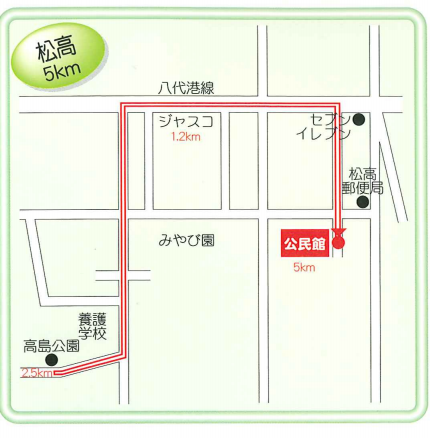 松高
5km
八代港線
ジャスコ
1.2km
セブン
イレブン
松高
郵便局
みやび園
公民館
5km
養護
学校
高島公園
2.5km